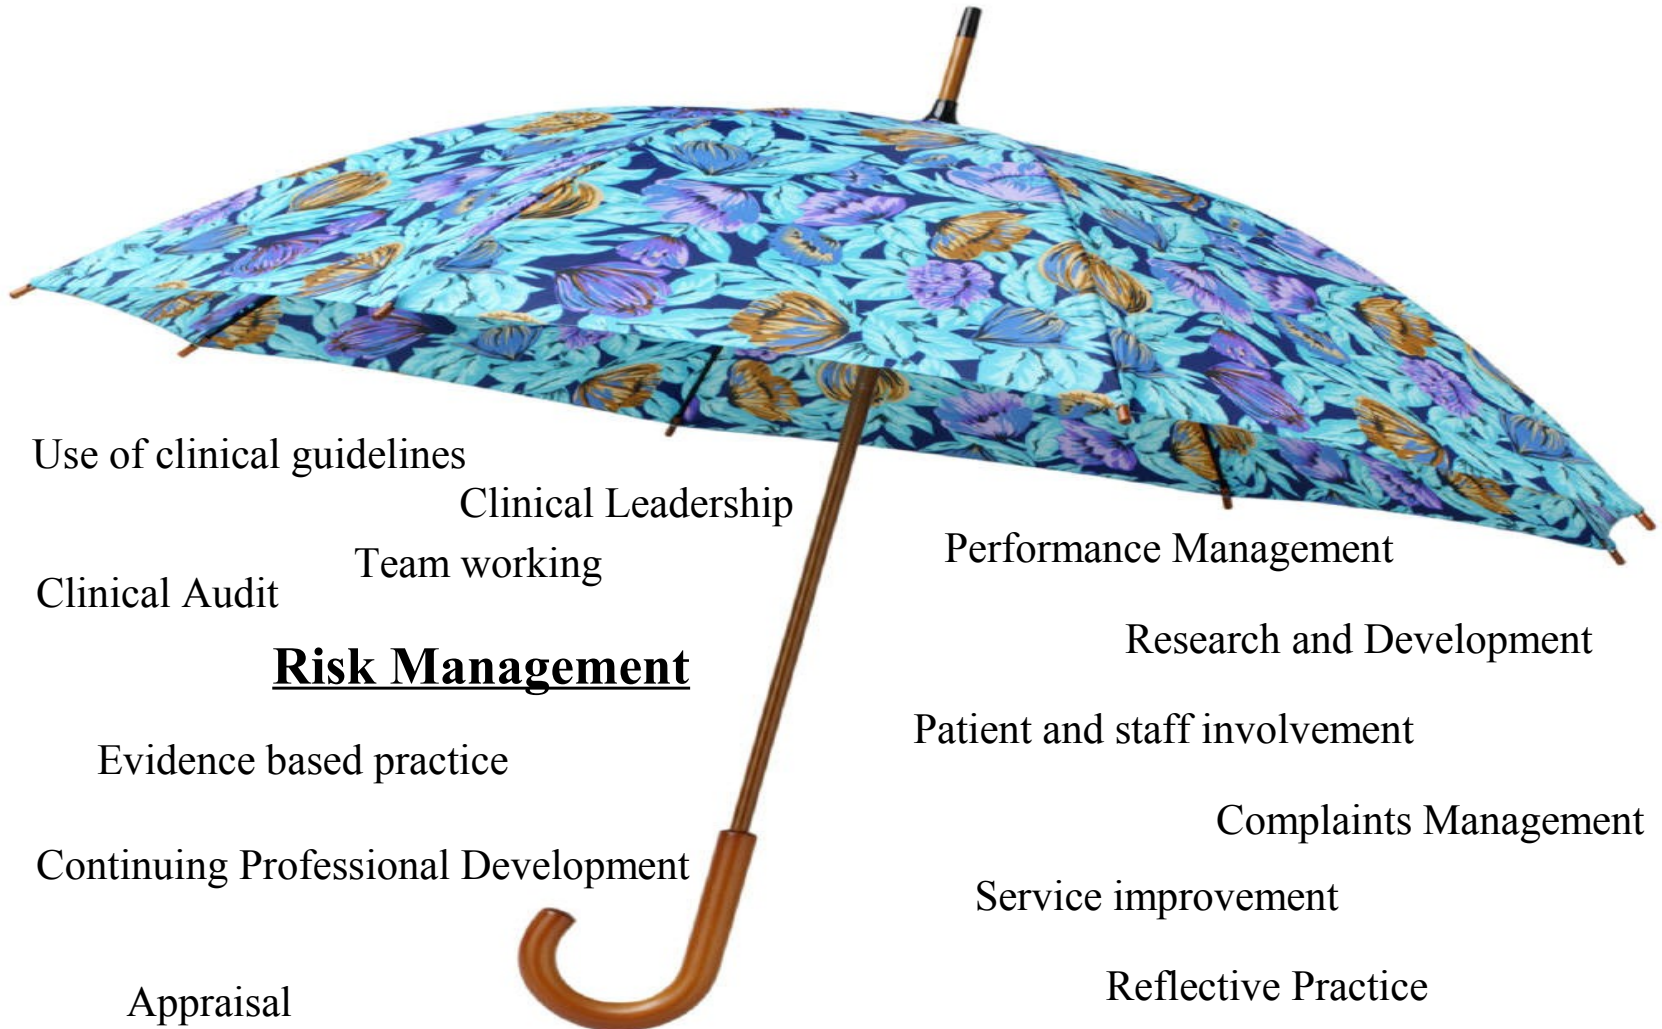 Use of clinical guidelines
Clinical Leadership
Team working
Clinical Audit
Risk Management
Evidence based practice
Continuing Professional Development
Appraisal
Performance Management
Research and Development
Patient and staff involvement
Complaints Management
Service improvement
Reflective Practice